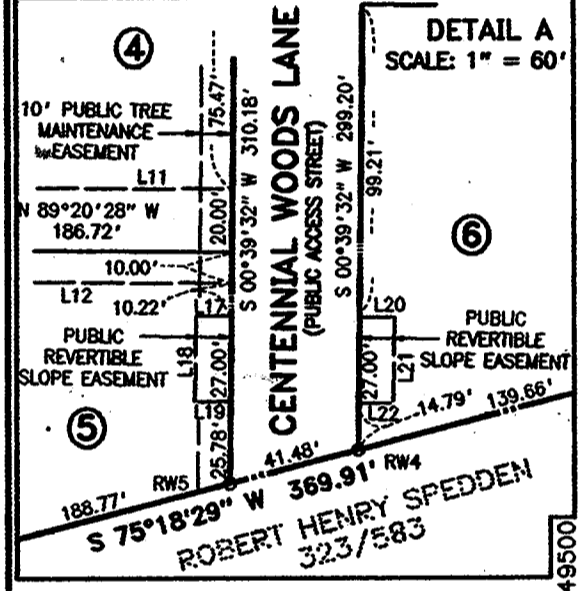 DETAIL A
SCALE: 1" = 60'
④
10' PUBLIC TREE
MAINTENANCE
EASEMENT
75.47'
L11
N 89°20'28" W
186.72'
20.00'
10.00'
L12
10.22'
L17
PUBLIC
REVERTIBLE
SLOPE EASEMENT
L18
27.00'
L19
⑤
25.78'
RW5
188.77'
S 00°39'32" W 310.18'
CENTENNIAL WOODS LANE
(PUBLIC ACCESS STREET)
S 00°39'32" W 299.20'
99.21'
⑥
L20
PUBLIC
REVERTIBLE
SLOPE EASEMENT
27.00'
L21
L22
14.79'
139.66'
41.48'
RW4
S 75°18'29" W 369.91'
ROBERT HENRY SPEDDEN
323/583
49500